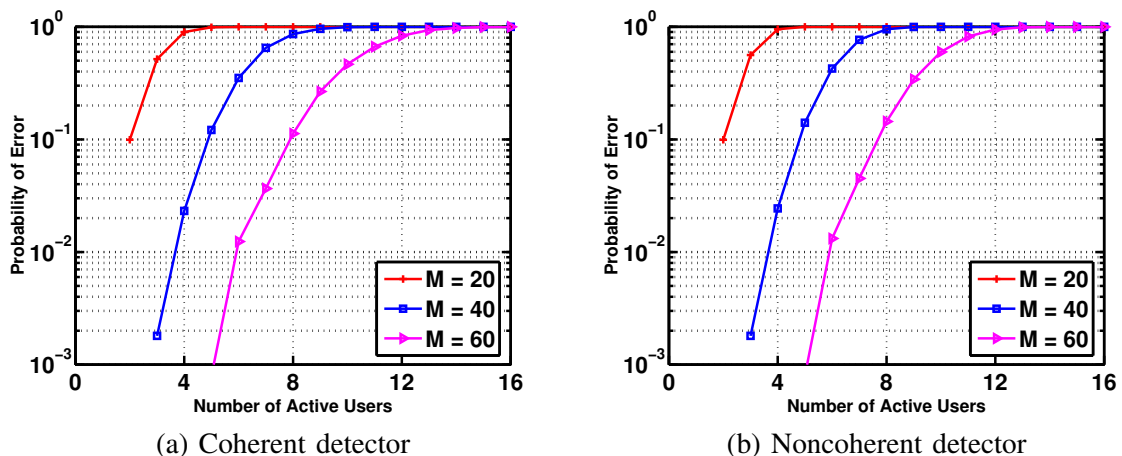 10^0
10^-1
10^-2
10^-3
Probability of Error
M = 20
M = 40
M = 60
0 4 8 12 16
Number of Active Users
(a) Coherent detector
10^0
10^-1
10^-2
10^-3
Probability of Error
M = 20
M = 40
M = 60
0 4 8 12 16
Number of Active Users
(b) Noncoherent detector